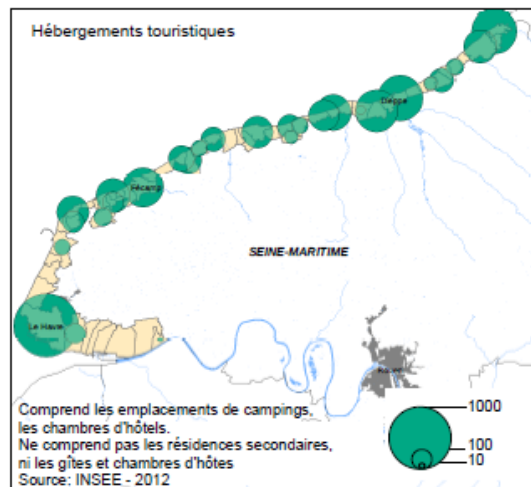 Hébergements touristiques
Dieppe
Fécamp
SEINE-MARITIME
Le Havre
Rouen
Comprend les emplacements de campings,
les chambres d'hôtels.
Ne comprend pas les résidences secondaires,
ni les gîtes et chambres d'hôtes
Source: INSEE - 2012
1000
100
10